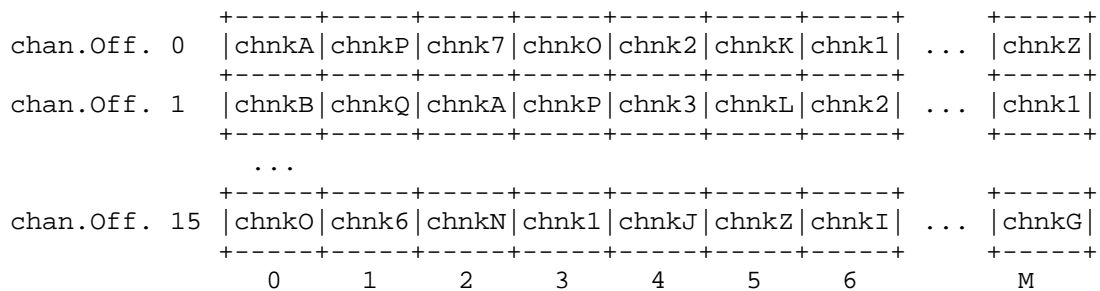 +-----+-----+-----+-----+-----+-----+-----+     +-----+
chan.Off. 0     |chnkA|chnkP|chnk7|chnkO|chnk2|chnkK|chnk1| ... |chnkZ|
                +-----+-----+-----+-----+-----+-----+-----+     +-----+
chan.Off. 1     |chnkB|chnkQ|chnkA|chnkP|chnk3|chnkL|chnk2| ... |chnk1|
                +-----+-----+-----+-----+-----+-----+-----+     +-----+
                  ...
                +-----+-----+-----+-----+-----+-----+-----+     +-----+
chan.Off. 15    |chnkO|chnk6|chnkN|chnk1|chnkJ|chnkZ|chnkI| ... |chnkG|
                +-----+-----+-----+-----+-----+-----+-----+     +-----+
                   0     1     2     3     4     5     6           M